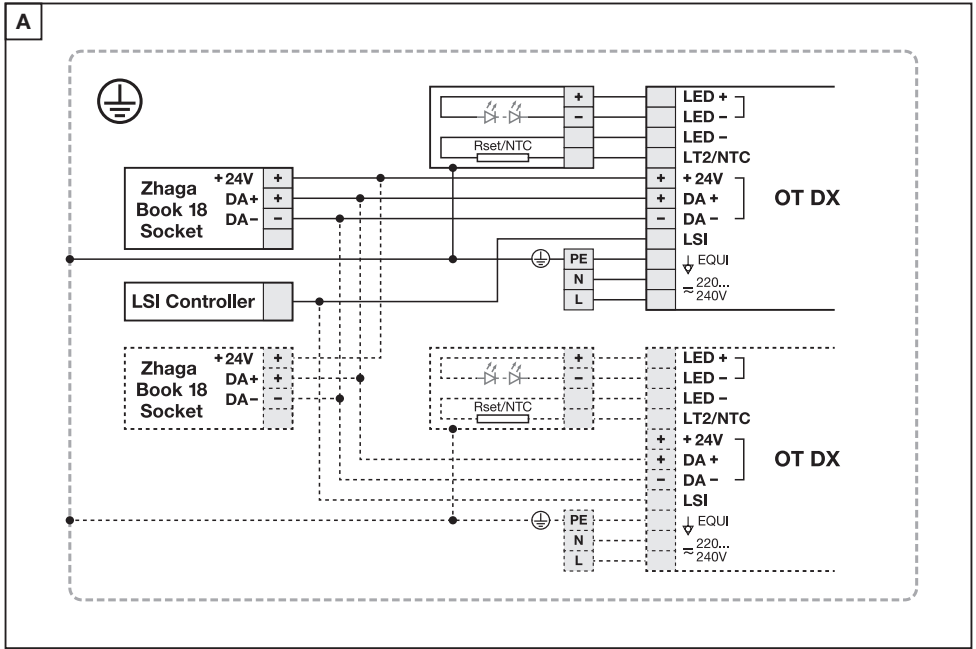 A
+
−
Rset/NTC
LED +
LED −
LED −
LT2/NTC
+ 24V
DA +
DA −
LSI
EQUI
220...
240V
+
+
−
OT DX
Zhaga
Book 18
Socket
+24V
DA+
DA−
+
+
−
PE
N
L
LSI Controller
Zhaga
Book 18
Socket
+24V
DA+
DA−
+
+
−
+
−
Rset/NTC
LED +
LED −
LED −
LT2/NTC
+ 24V
DA +
DA −
LSI
EQUI
220...
240V
+
+
−
OT DX
PE
N
L